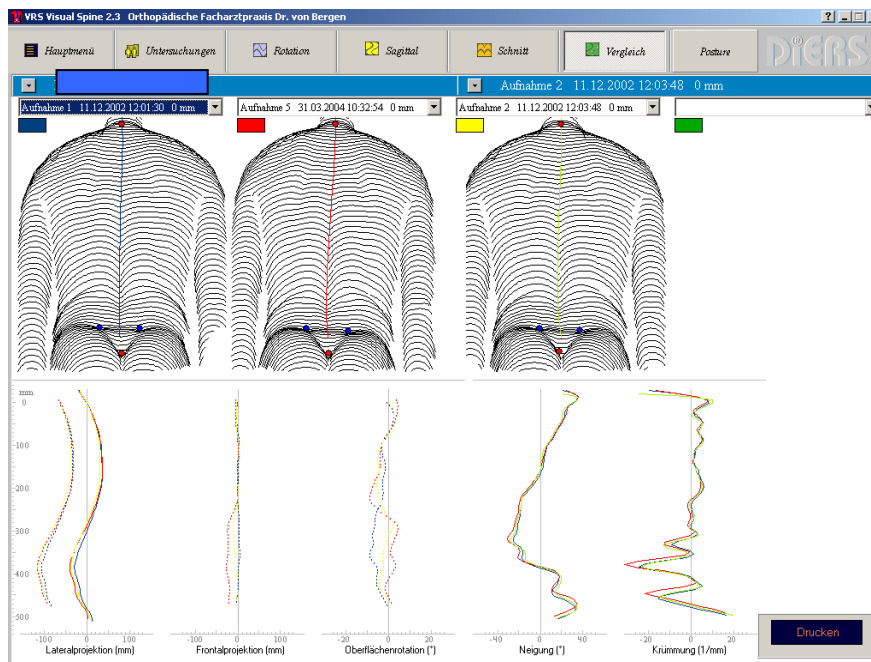 VRS Visual Spine 2.3 Orthopädische Facharztpraxis Dr. von Bergen
Hauptmenü Untersuchungen Rotation Sagittal Schnitt Vergleich Posture DIERS
Aufnahme 2 11.12.2002 12:03:48 0 mm
Aufnahme 1 11.12.2002 12:01:30 0 mm Aufnahme 5 31.03.2004 10:32:54 0 mm Aufnahme 2 11.12.2002 12:03:48 0 mm
mm
0
100
200
300
400
500
-100 0 100 -20 0 20 -20 0 20 -40 0 40 -20 0 20
Lateralprojektion (mm) Frontalprojektion (mm) Oberflächenrotation (°) Neigung (°) Krümmung (1/mm)
Drucken